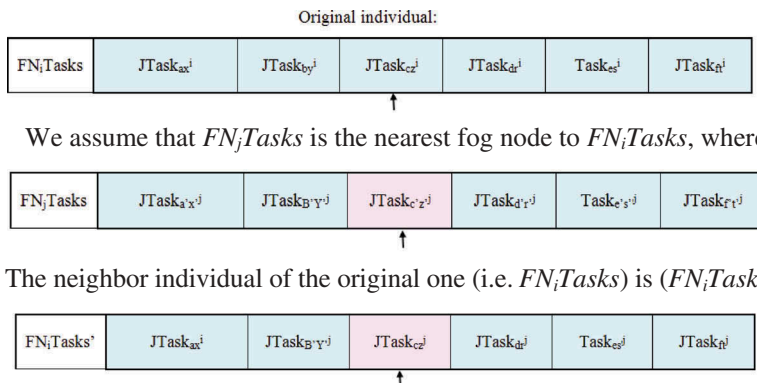 Original individual:
FNiTasks JTaskaxi JTaskbyi JTaskczi JTaskdri Taskesi JTaskfti
We assume that FNjTasks is the nearest fog node to FNiTasks, where
FNjTasks JTaska'x'j JTaskB'Y'j JTaskc'z'j JTaskd'r'j Taske's'j JTaskf't'j
The neighbor individual of the original one (i.e. FNiTasks) is (FNiTask
FNiTasks' JTaskaxi JTaskB'Y'j JTaskczj JTaskdrj Taskesj JTaskftj